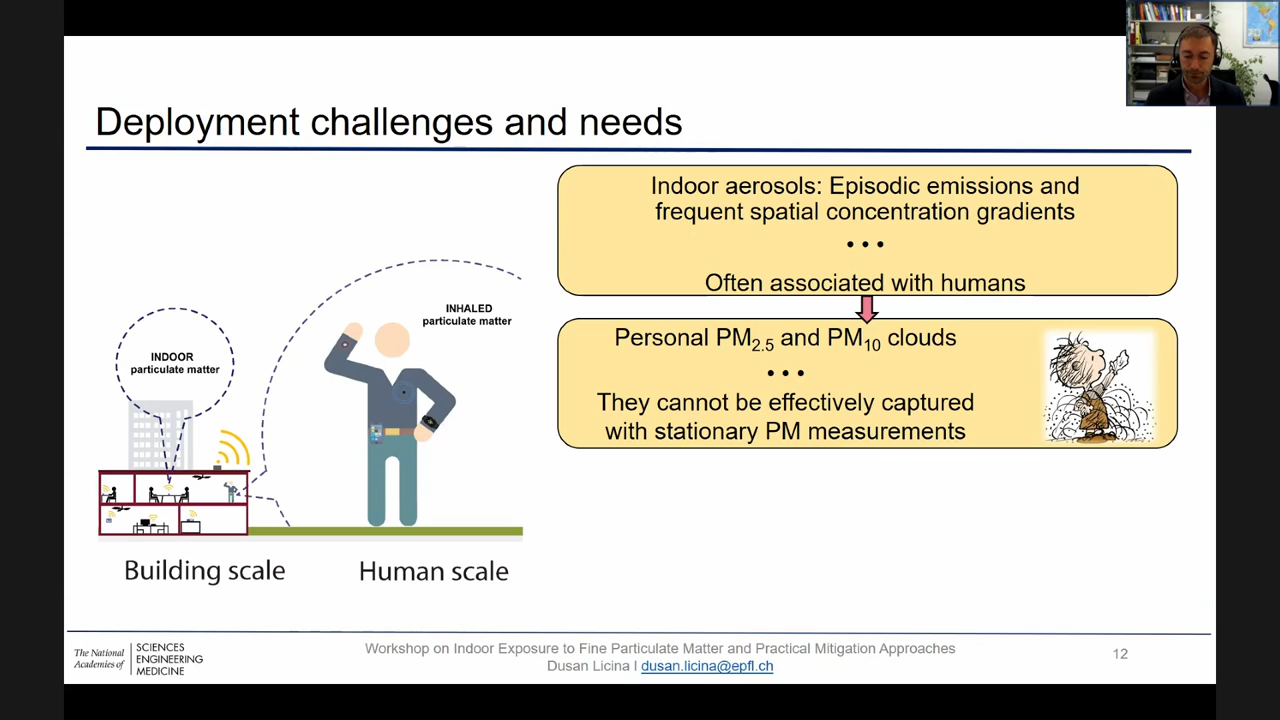 Deployment challenges and needs
Indoor aerosols: Episodic emissions and
frequent spatial concentration gradients
• • •
Often associated with humans
Personal PM2.5 and PM10 clouds
• • •
They cannot be effectively captured
with stationary PM measurements
INHALED
particulate matter
INDOOR
particulate matter
Building scale
Human scale
The National
Academies of
SCIENCES
ENGINEERING
MEDICINE
Workshop on Indoor Exposure to Fine Particulate Matter and Practical Mitigation Approaches
Dusan Licina I dusan.licina@epfl.ch
12